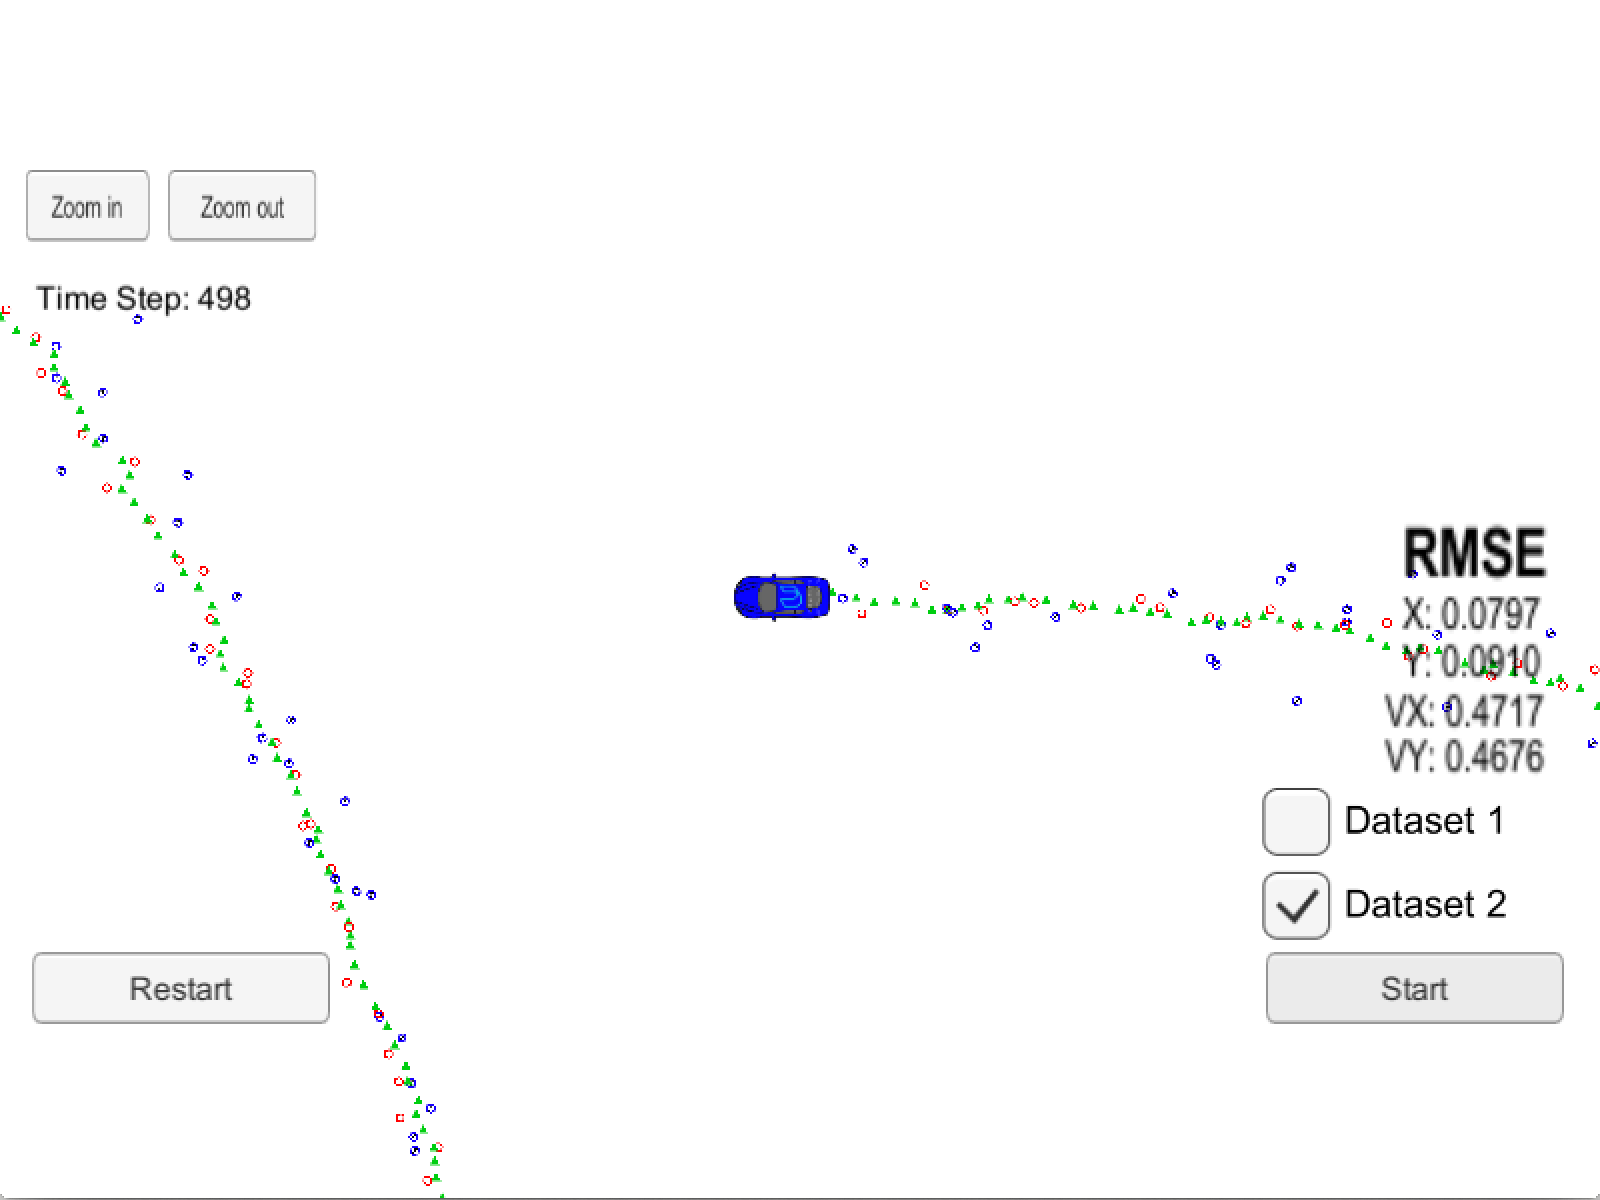 Zoom in
Zoom out
Time Step: 498
RMSE
X: 0.0797
Y: 0.0910
VX: 0.4717
VY: 0.4676
Dataset 1
Dataset 2
Restart
Start